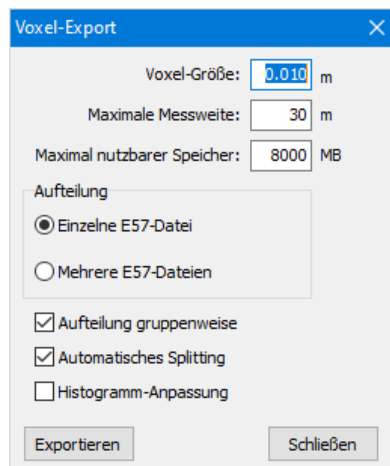 Voxel-Export
Voxel-Größe: 0.010 m
Maximale Messweite: 30 m
Maximal nutzbarer Speicher: 8000 MB
Aufteilung
Einzelne E57-Datei
Mehrere E57-Dateien
Aufteilung gruppenweise
Automatisches Splitting
Histogramm-Anpassung
Exportieren Schließen